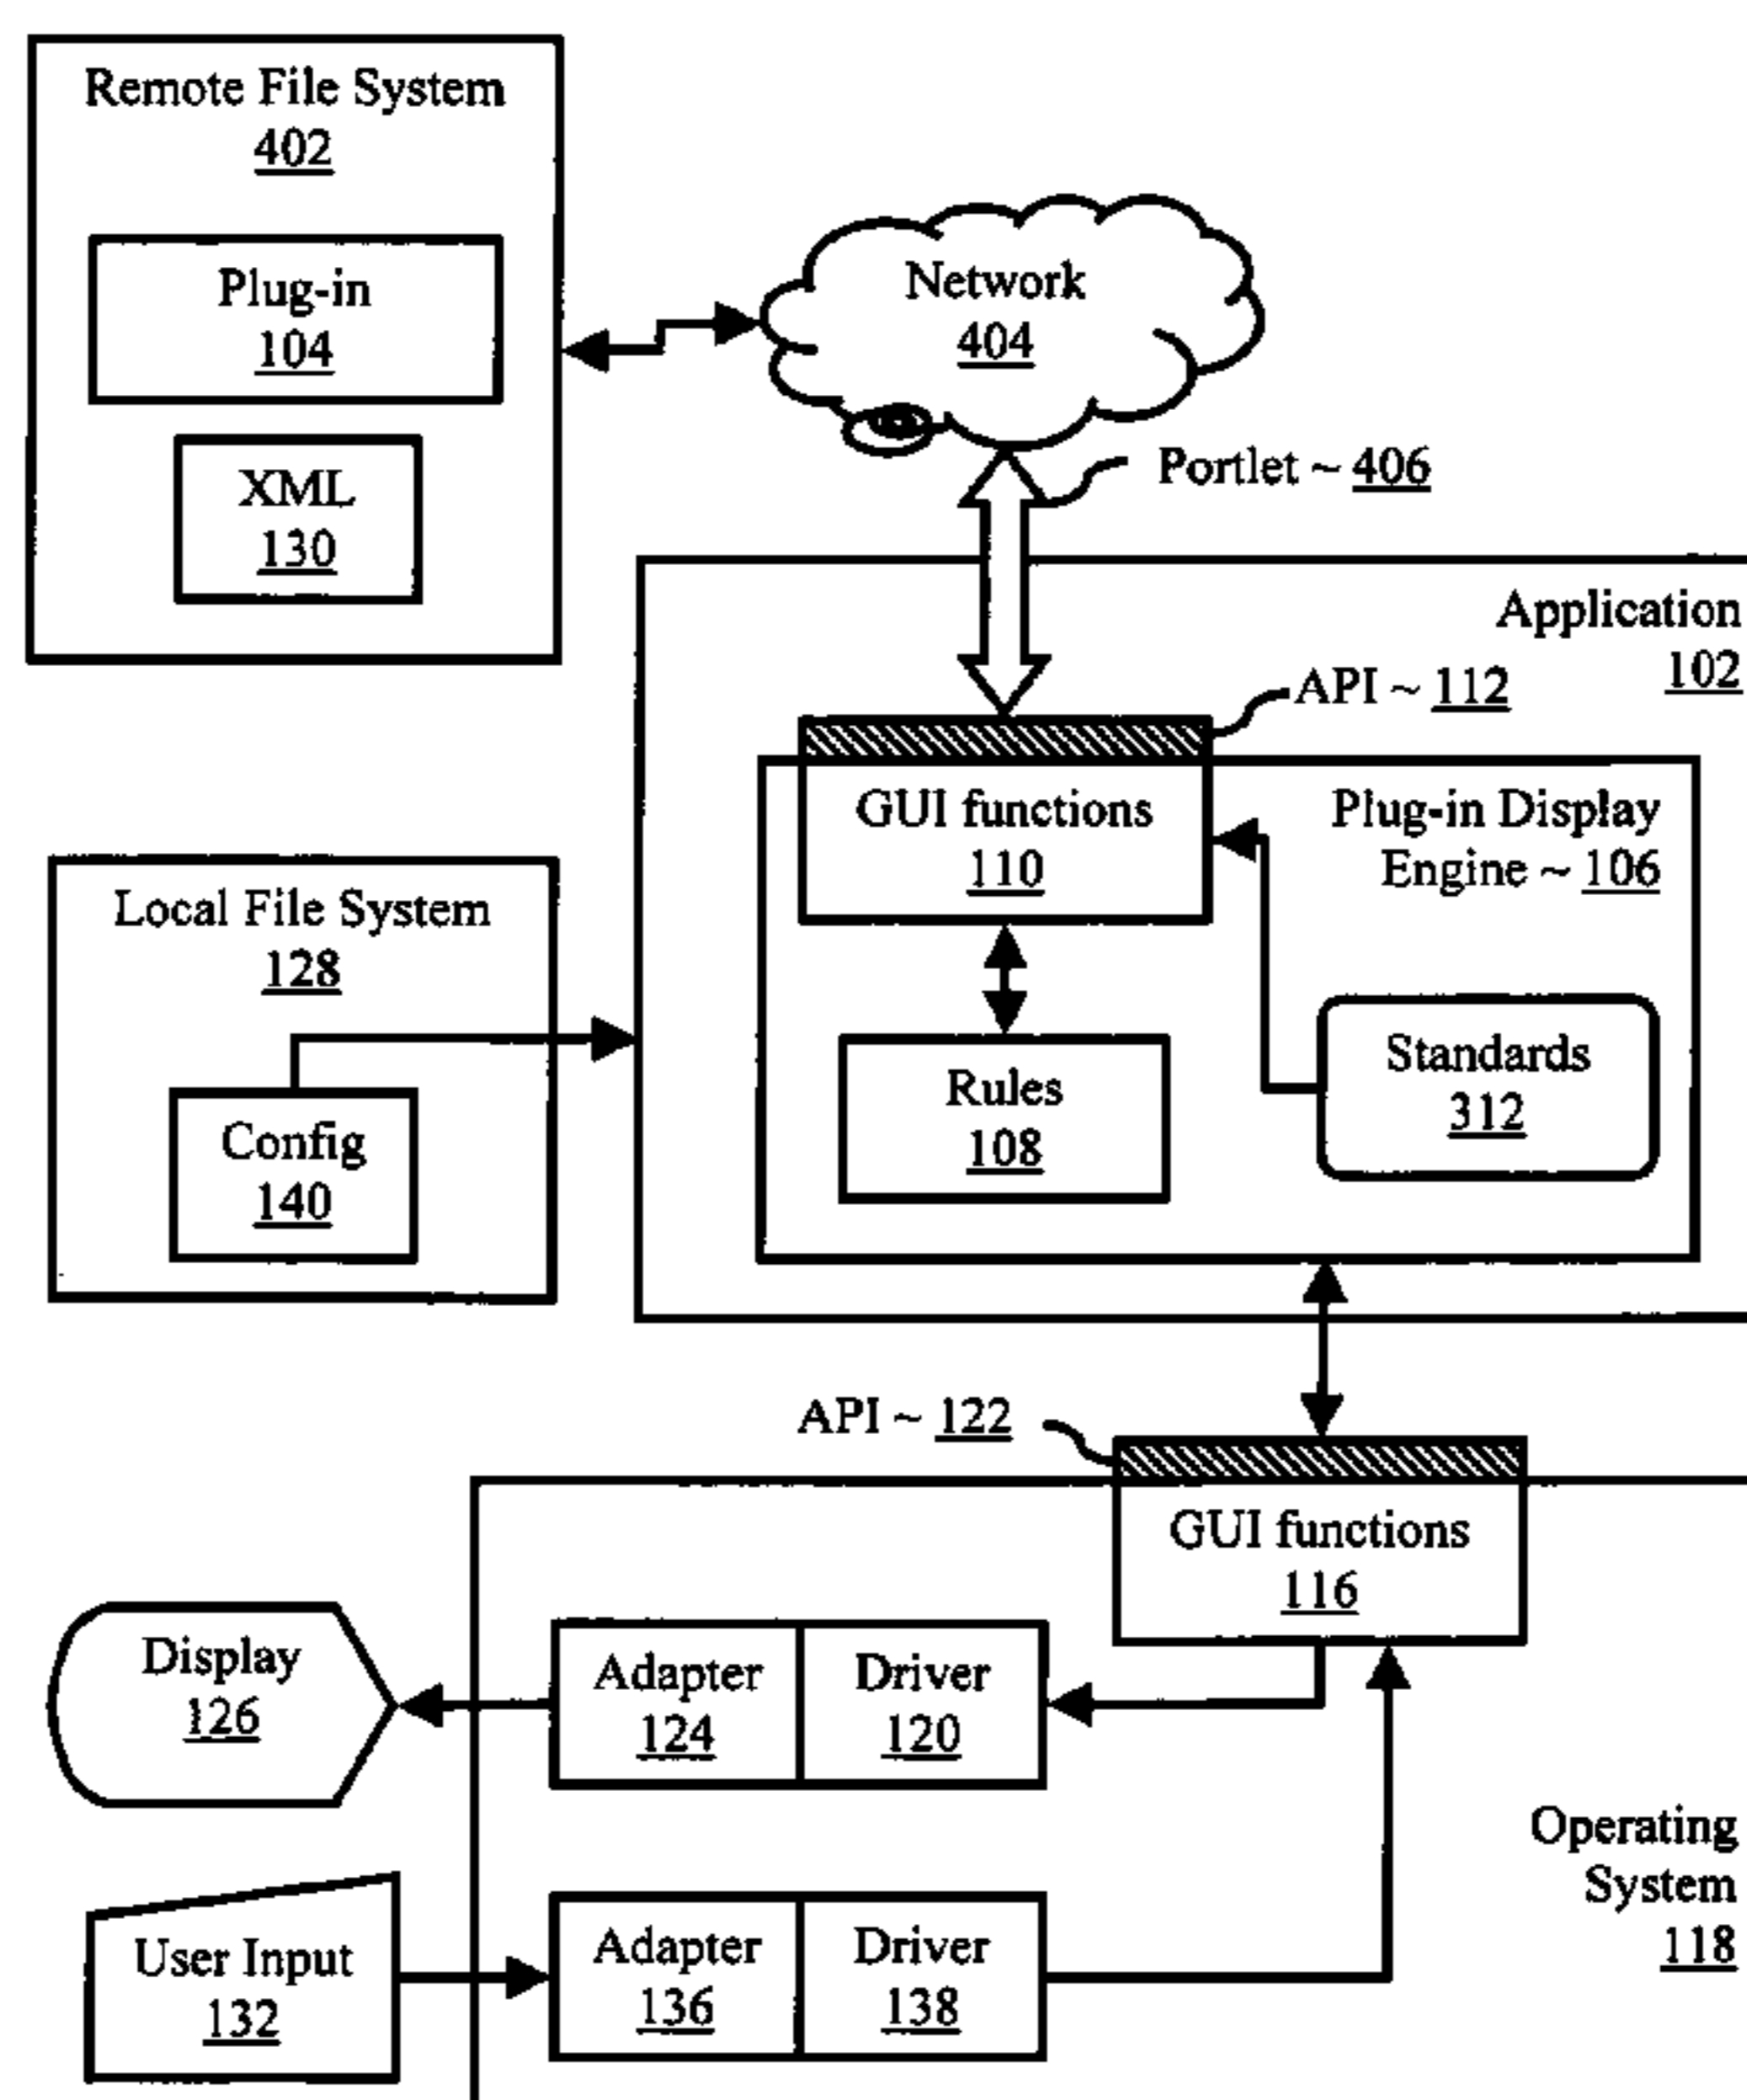 Remote File System
402
Plug-in
104
XML
130
Network
404
Portlet ~ 406
Application
102
API ~ 112
GUI functions
110
Plug-in Display
Engine ~ 106
Rules
108
Standards
312
Local File System
128
Config
140
API ~ 122
GUI functions
116
Display
126
Adapter
124
Driver
120
Operating
System
118
User Input
132
Adapter
136
Driver
138